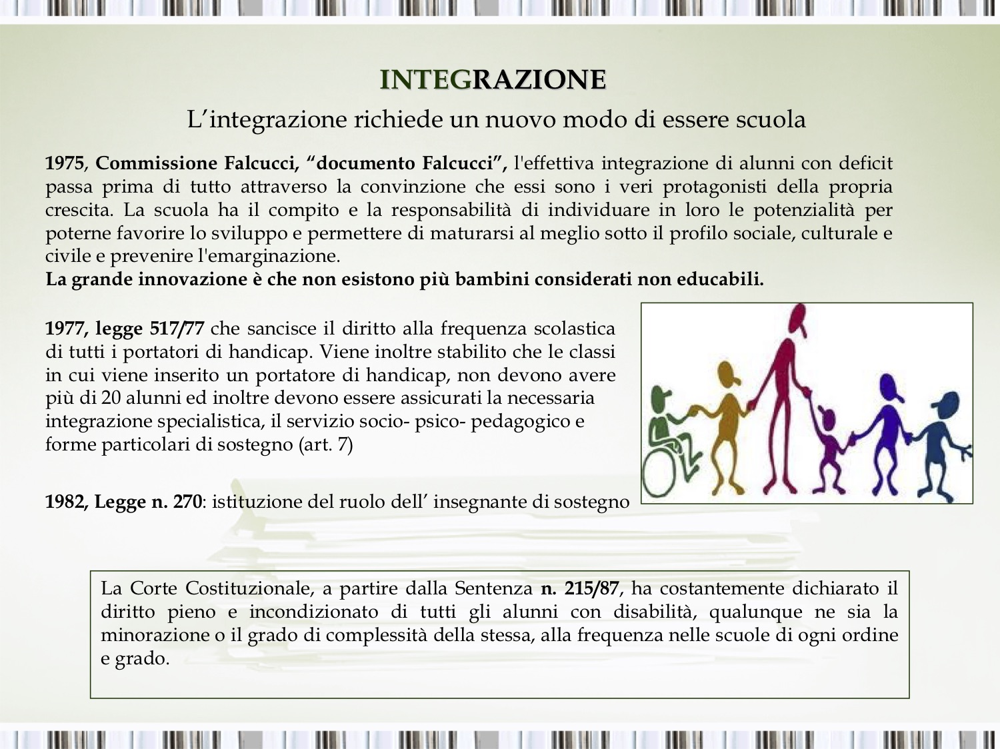 INTEGRAZIONE
L’integrazione richiede un nuovo modo di essere scuola
1975, Commissione Falcucci, “documento Falcucci”, l'effettiva integrazione di alunni con deficit
passa prima di tutto attraverso la convinzione che essi sono i veri protagonisti della propria
crescita. La scuola ha il compito e la responsabilità di individuare in loro le potenzialità per
poterne favorire lo sviluppo e permettere di maturarsi al meglio sotto il profilo sociale, culturale e
civile e prevenire l'emarginazione.
La grande innovazione è che non esistono più bambini considerati non educabili.
1977, legge 517/77 che sancisce il diritto alla frequenza scolastica
di tutti i portatori di handicap. Viene inoltre stabilito che le classi
in cui viene inserito un portatore di handicap, non devono avere
più di 20 alunni ed inoltre devono essere assicurati la necessaria
integrazione specialistica, il servizio socio- psico- pedagogico e
forme particolari di sostegno (art. 7)
1982, Legge n. 270: istituzione del ruolo dell’ insegnante di sostegno
La Corte Costituzionale, a partire dalla Sentenza n. 215/87, ha costantemente dichiarato il
diritto pieno e incondizionato di tutti gli alunni con disabilità, qualunque ne sia la
minorazione o il grado di complessità della stessa, alla frequenza nelle scuole di ogni ordine
e grado.